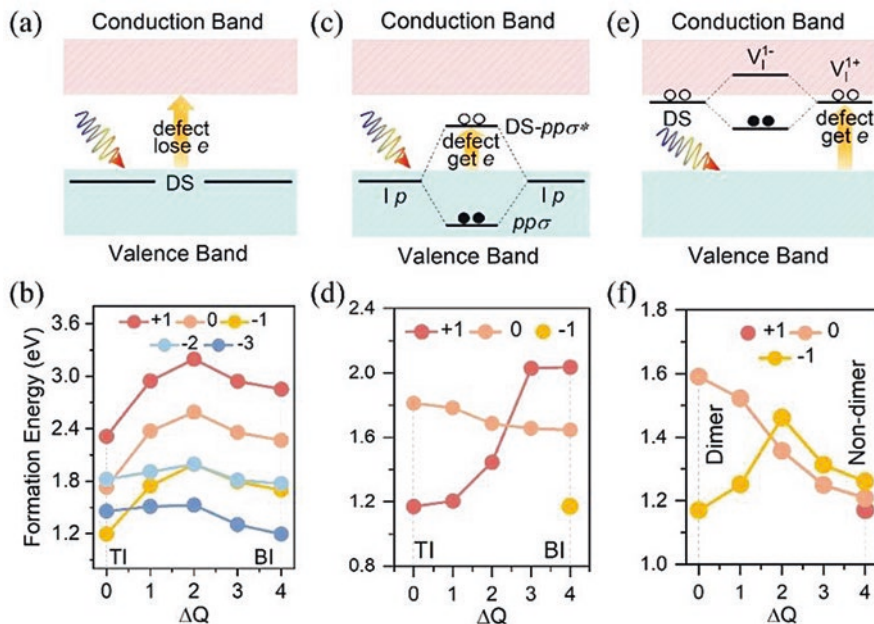 (a)
Conduction Band
defect
lose e
DS
Valence Band
(c)
Conduction Band
DS-ppσ*
defect
get e
I p
I p
ppσ
Valence Band
(e)
Conduction Band
V_I^1-
V_I^1+
DS
defect
get e
Valence Band
(b)
Formation Energy (eV)
3.6
3.0
2.4
1.8
1.2
+1 0 -1
-2 -3
TI BI
0 1 2 3 4
ΔQ
(d)
2.4
2.0
1.6
1.2
0.8
+1 0 -1
TI BI
0 1 2 3 4
ΔQ
(f)
1.8
1.6
1.4
1.2
1.0
+1 0
-1
Dimer
Non-dimer
0 1 2 3 4
ΔQ